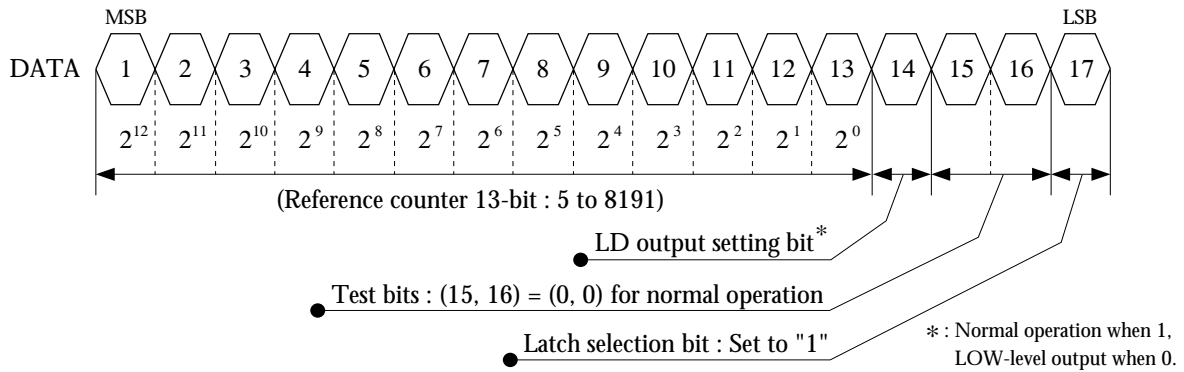 MSB LSB
DATA 1 2 3 4 5 6 7 8 9 10 11 12 13 14 15 16 17
2¹² 2¹¹ 2¹⁰ 2⁹ 2⁸ 2⁷ 2⁶ 2⁵ 2⁴ 2³ 2² 2¹ 2⁰
(Reference counter 13-bit : 5 to 8191)
LD output setting bit*
Test bits : (15, 16) = (0, 0) for normal operation
Latch selection bit : Set to "1"
* : Normal operation when 1,
LOW-level output when 0.